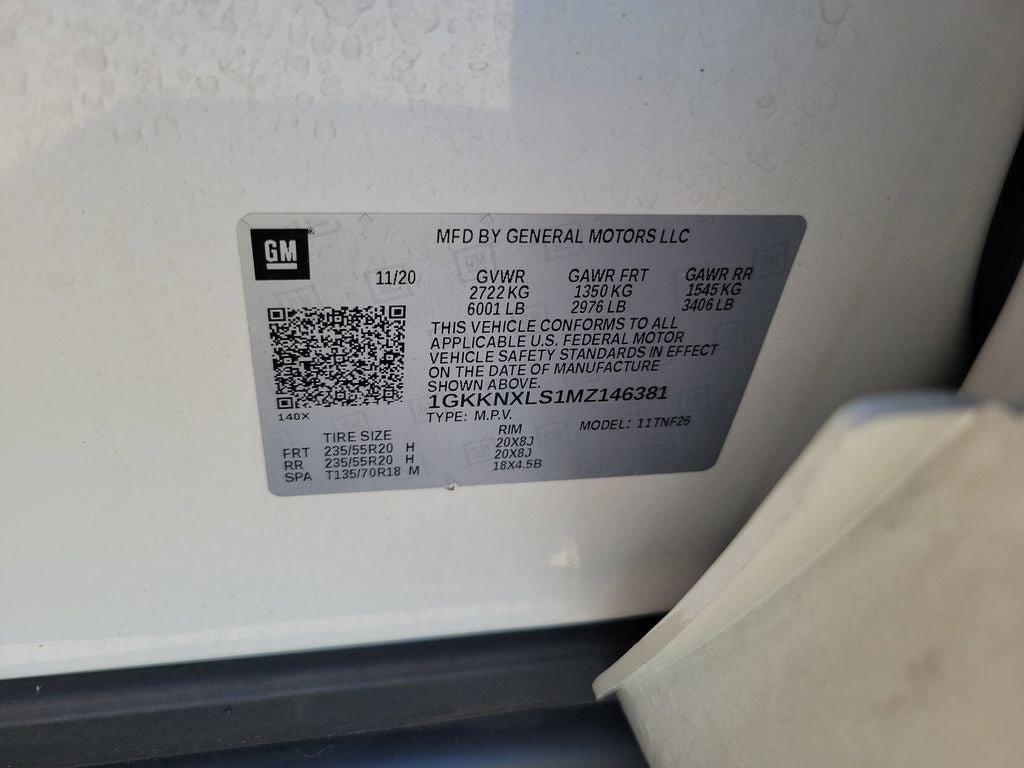 GM
MFD BY GENERAL MOTORS LLC
11/20 GVWR GAWR FRT GAWR RR
2722 KG 1350 KG 1545 KG
6001 LB 2976 LB 3406 LB
THIS VEHICLE CONFORMS TO ALL
APPLICABLE U.S. FEDERAL MOTOR
VEHICLE SAFETY STANDARDS IN EFFECT
ON THE DATE OF MANUFACTURE
SHOWN ABOVE.
1GKKNXLS1MZ146381
140X
TYPE: M.P.V. MODEL: 11TNF26
TIRE SIZE RIM
FRT 235/55R20 H 20X8J
RR 235/55R20 H 20X8J
SPA T135/70R18 M 18X4.5B